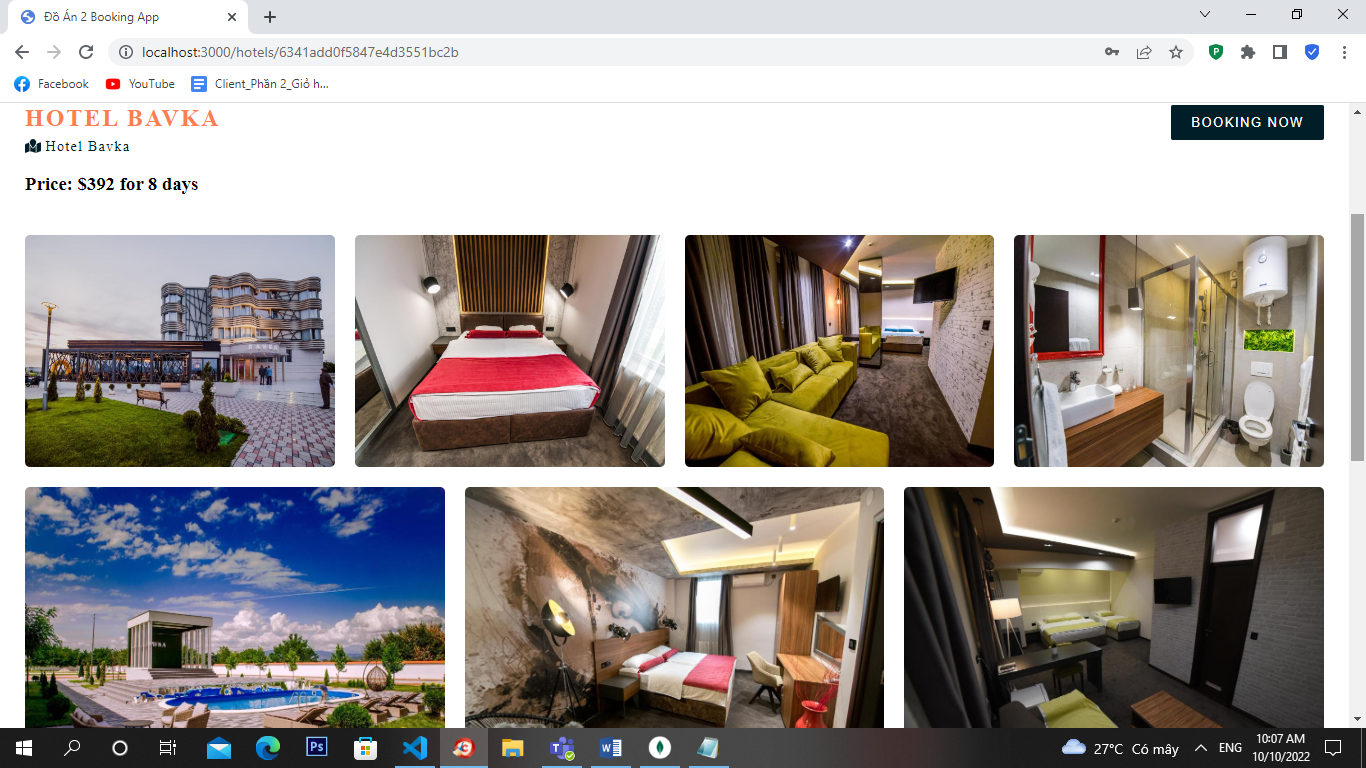 Đồ Án 2 Booking App
localhost:3000/hotels/6341add0f5847e4d3551bc2b
Facebook
YouTube
Client_Phần 2_Giỏ h...
HOTEL BAVKA
BOOKING NOW
Hotel Bavka
Price: $392 for 8 days
27°C Có mây
ENG
10:07 AM
10/10/2022